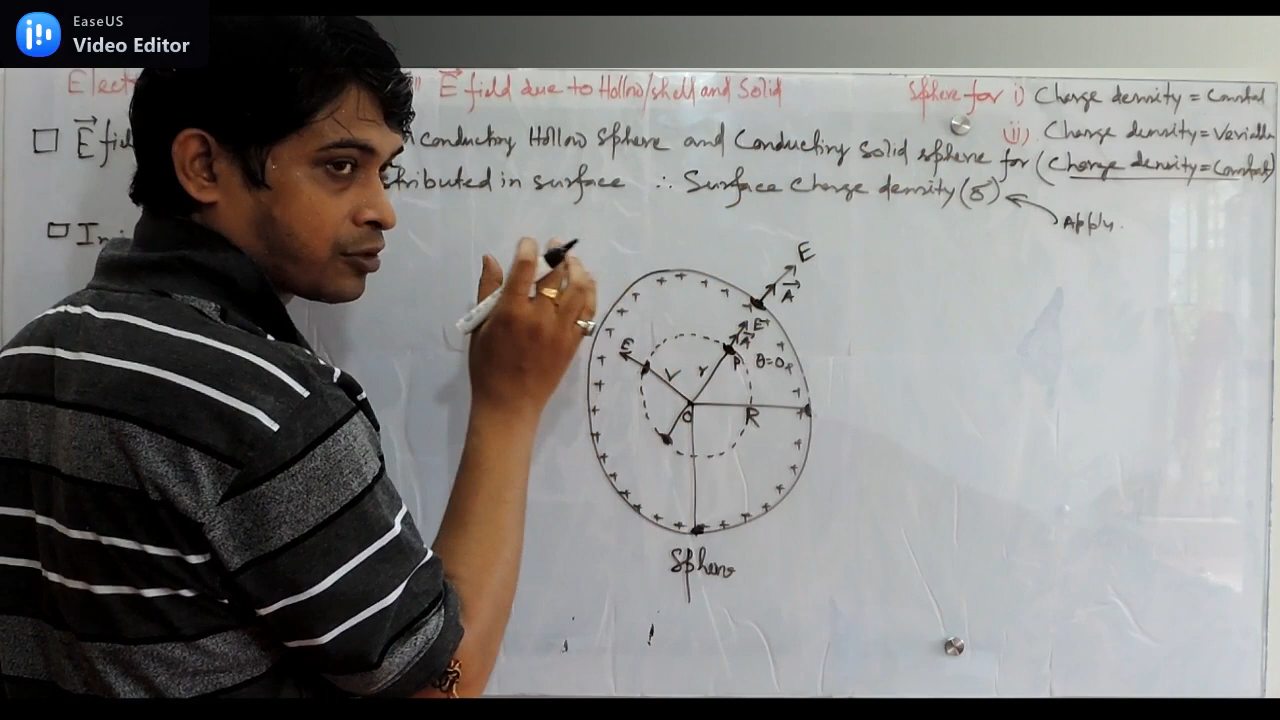 EaseUS
Video Editor
E field due to Hollow/shell and Solid Sphere for i) Charge density = Constant
ii) Charge density = Variable
conducting Hollow Sphere and Conducting Solid sphere for (Charge density = Constant)
in surface ∴ Surface Charge density (σ)
Apply.
E
A
E
A
E
P
θ=0°
r
r
O
R
Sphere